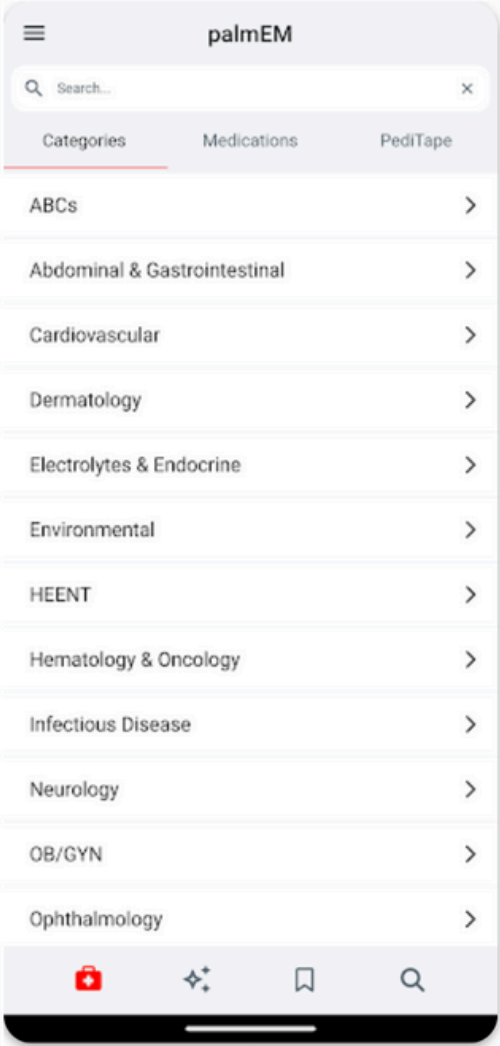 palmEM
Search...
Categories Medications PediTape
ABCs
Abdominal & Gastrointestinal
Cardiovascular
Dermatology
Electrolytes & Endocrine
Environmental
HEENT
Hematology & Oncology
Infectious Disease
Neurology
OB/GYN
Ophthalmology